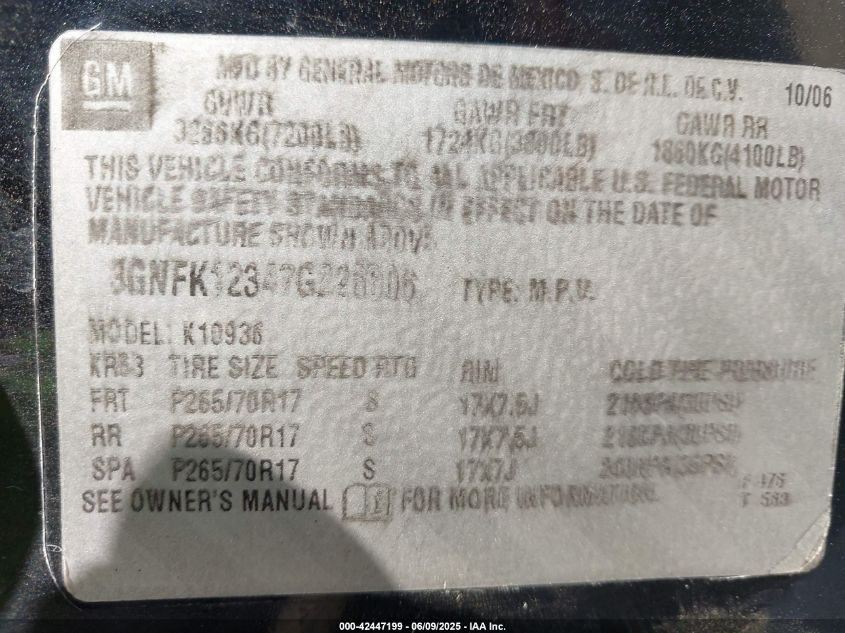 GM
MFD BY GENERAL MOTORS DE MEXICO, S. DE R.L. DE C.V. 10/06
GVWR GAWR FRT GAWR RR
3266KG(7200LB) 1724KG(3800LB) 1860KG(4100LB)
THIS VEHICLE CONFORMS TO ALL APPLICABLE U.S. FEDERAL MOTOR
VEHICLE SAFETY STANDARDS IN EFFECT ON THE DATE OF
MANUFACTURE SHOWN ABOVE.
TYPE: M.P.V.
MODEL: K10936
TIRE SIZE SPEED RTG RIM COLD TIRE PRESSURE
FRT P265/70R17 S 17X7.5J
RR P265/70R17 S 17X7.5J
SPA P265/70R17 S 17X7J
SEE OWNER'S MANUAL FOR MORE INFORMATION.
000-42447199 - 06/09/2025 - IAA Inc.